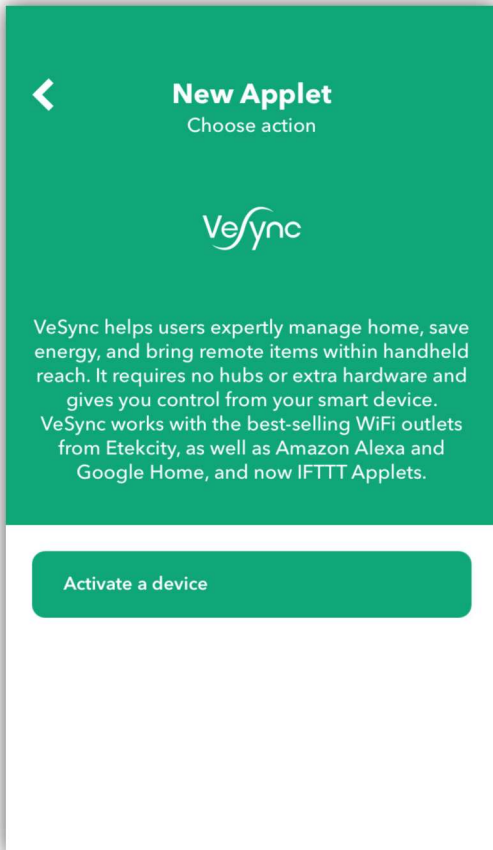 New Applet
Choose action
VeSync
VeSync helps users expertly manage home, save
energy, and bring remote items within handheld
reach. It requires no hubs or extra hardware and
gives you control from your smart device.
VeSync works with the best-selling WiFi outlets
from Etekcity, as well as Amazon Alexa and
Google Home, and now IFTTT Applets.
Activate a device